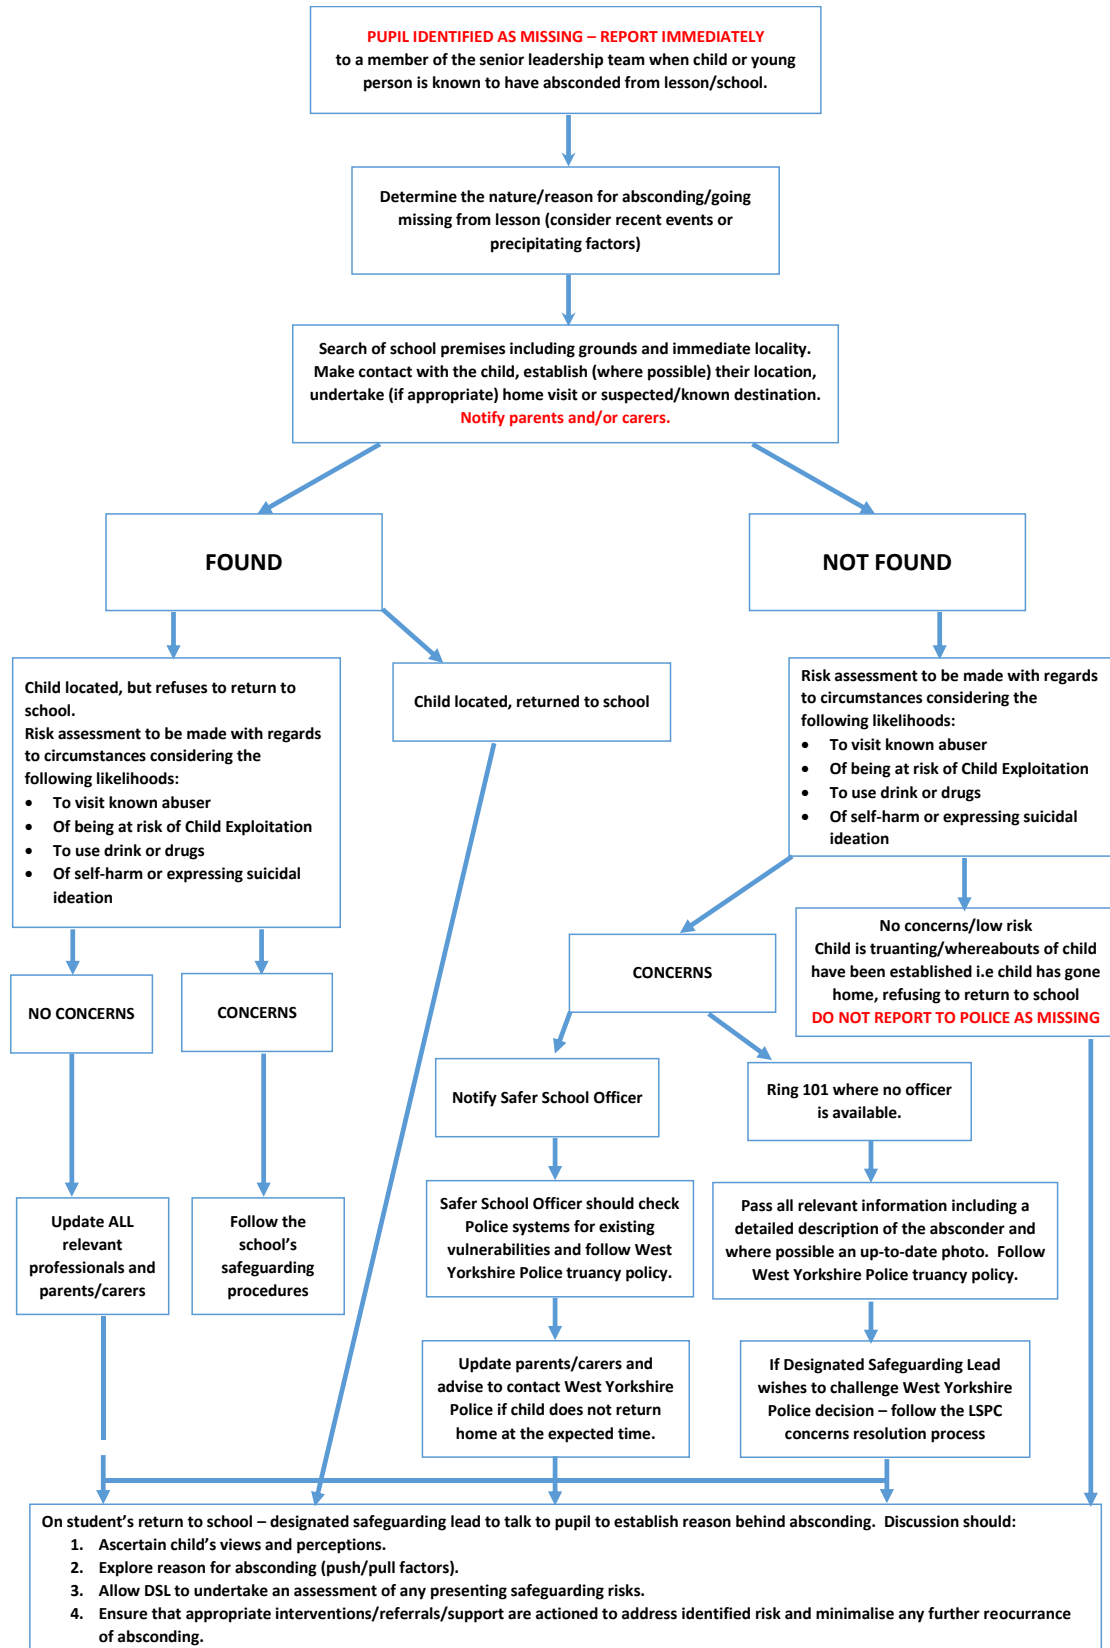 PUPIL IDENTIFIED AS MISSING – REPORT IMMEDIATELY
to a member of the senior leadership team when child or young
person is known to have absconded from lesson/school.
Determine the nature/reason for absconding/going
missing from lesson (consider recent events or
precipitating factors)
Search of school premises including grounds and immediate locality.
Make contact with the child, establish (where possible) their location,
undertake (if appropriate) home visit or suspected/known destination.
Notify parents and/or carers.
FOUND
NOT FOUND
Child located, but refuses to return to
school.
Risk assessment to be made with regards
to circumstances considering the
following likelihoods:
• To visit known abuser
• Of being at risk of Child Exploitation
• To use drink or drugs
• Of self-harm or expressing suicidal
ideation
Child located, returned to school
Risk assessment to be made with regards
to circumstances considering the
following likelihoods:
• To visit known abuser
• Of being at risk of Child Exploitation
• To use drink or drugs
• Of self-harm or expressing suicidal
ideation
NO CONCERNS
CONCERNS
CONCERNS
No concerns/low risk
Child is truanting/whereabouts of child
have been established i.e child has gone
home, refusing to return to school
DO NOT REPORT TO POLICE AS MISSING
Notify Safer School Officer
Ring 101 where no officer
is available.
Update ALL
relevant
professionals and
parents/carers
Follow the
school's
safeguarding
procedures
Safer School Officer should check
Police systems for existing
vulnerabilities and follow West
Yorkshire Police truancy policy.
Pass all relevant information including a
detailed description of the absconder and
where possible an up-to-date photo.  Follow
West Yorkshire Police truancy policy.
Update parents/carers and
advise to contact West Yorkshire
Police if child does not return
home at the expected time.
If Designated Safeguarding Lead
wishes to challenge West Yorkshire
Police decision – follow the LSPC
concerns resolution process
On student's return to school – designated safeguarding lead to talk to pupil to establish reason behind absconding.  Discussion should:
1. Ascertain child's views and perceptions.
2. Explore reason for absconding (push/pull factors).
3. Allow DSL to undertake an assessment of any presenting safeguarding risks.
4. Ensure that appropriate interventions/referrals/support are actioned to address identified risk and minimalise any further reocurrance
of absconding.